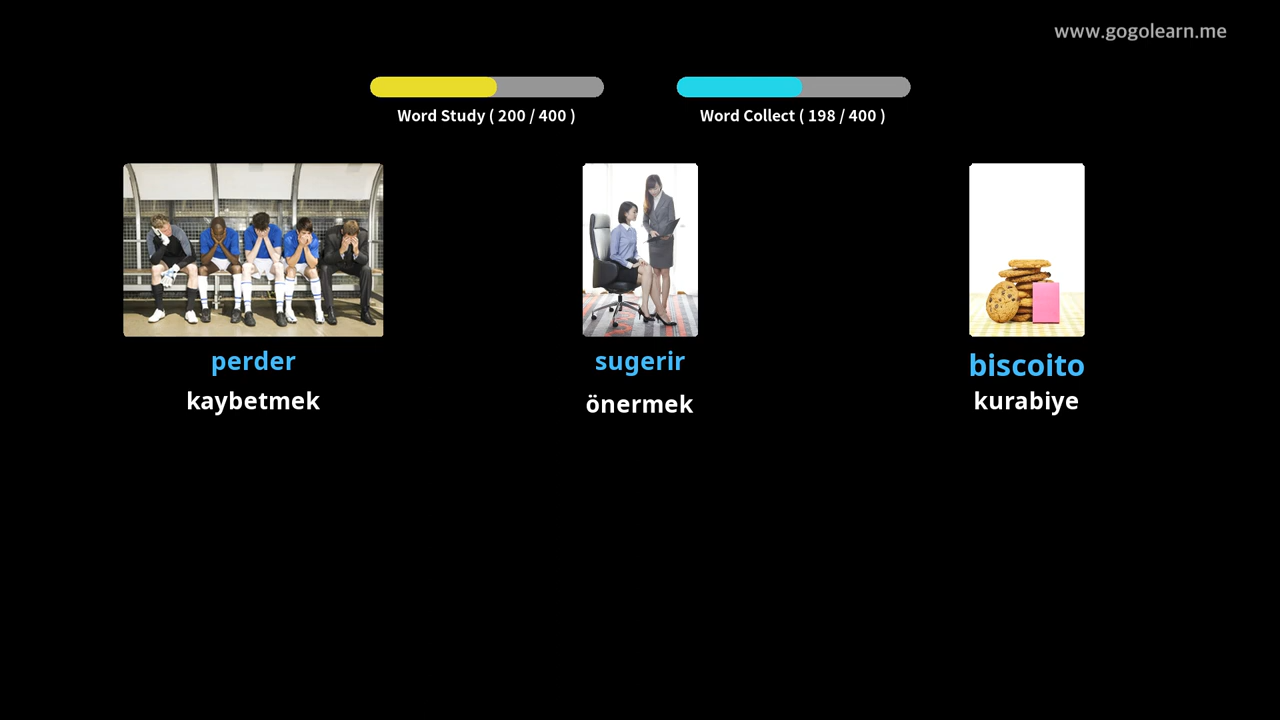 www.gogolearn.me
Word Study ( 200 / 400 )
Word Collect ( 198 / 400 )
perder
kaybetmek
sugerir
önermek
biscoito
kurabiye